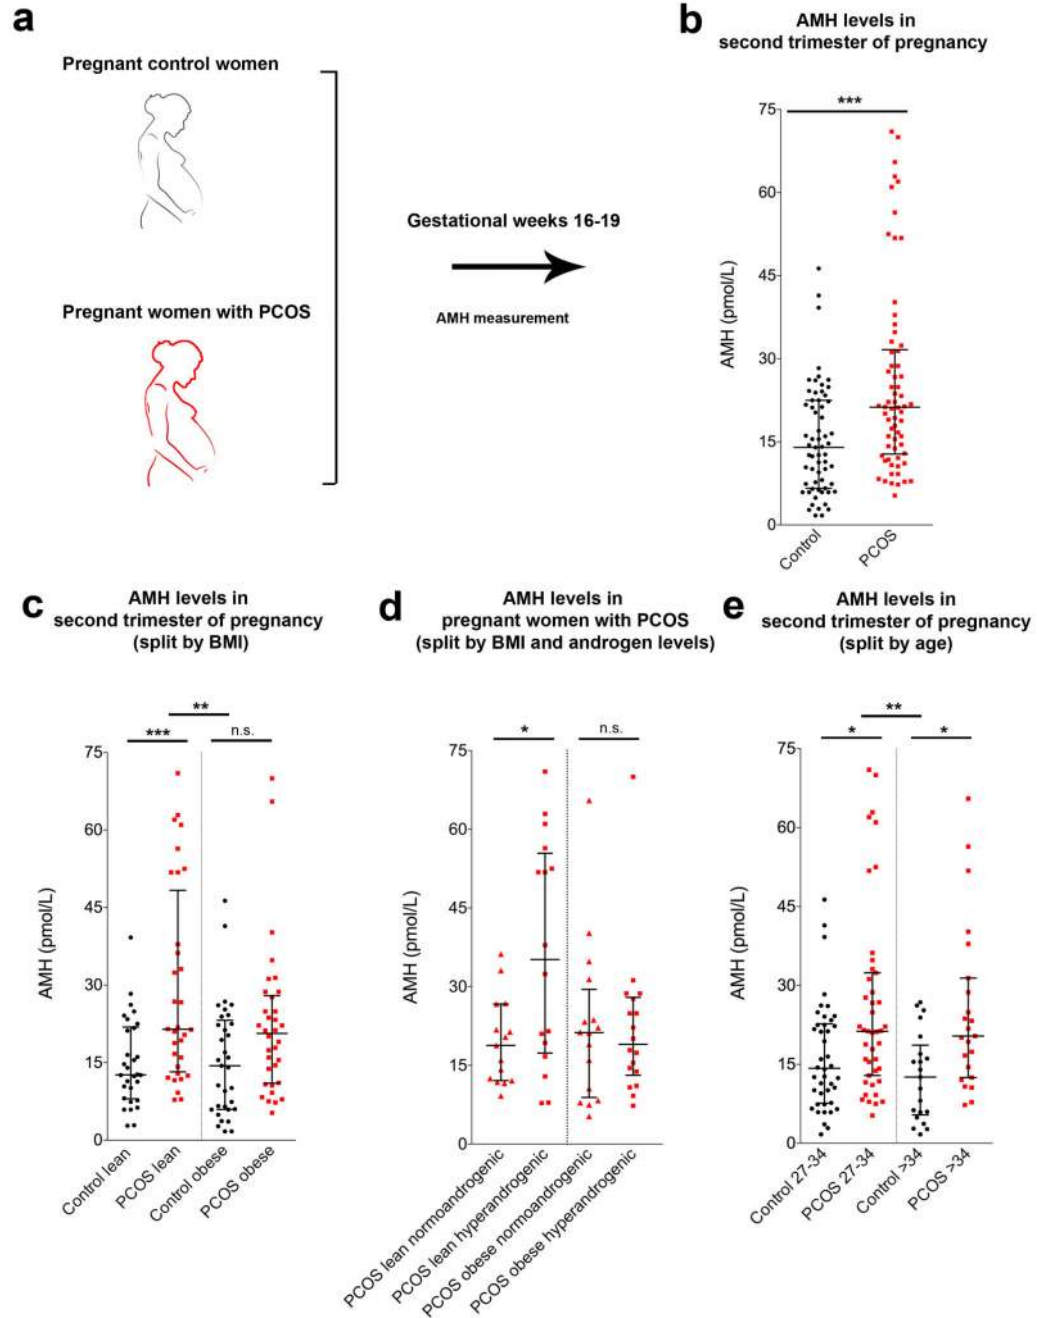 a
Pregnant control women
Pregnant women with PCOS
Gestational weeks 16-19
AMH measurement
b
AMH levels in
second trimester of pregnancy
***
75
60
45
30
15
0
AMH (pmol/L)
Control
PCOS
c
AMH levels in
second trimester of pregnancy
(split by BMI)
**
***
n.s.
75
60
45
30
15
0
AMH (pmol/L)
Control lean
PCOS lean
Control obese
PCOS obese
d
AMH levels in
pregnant women with PCOS
(split by BMI and androgen levels)
*
n.s.
75
60
45
30
15
0
AMH (pmol/L)
PCOS lean normoandrogenic
PCOS lean hyperandrogenic
PCOS obese normoandrogenic
PCOS obese hyperandrogenic
e
AMH levels in
second trimester of pregnancy
(split by age)
**
*
*
75
60
45
30
15
0
AMH (pmol/L)
Control 27-34
PCOS 27-34
Control >34
PCOS >34